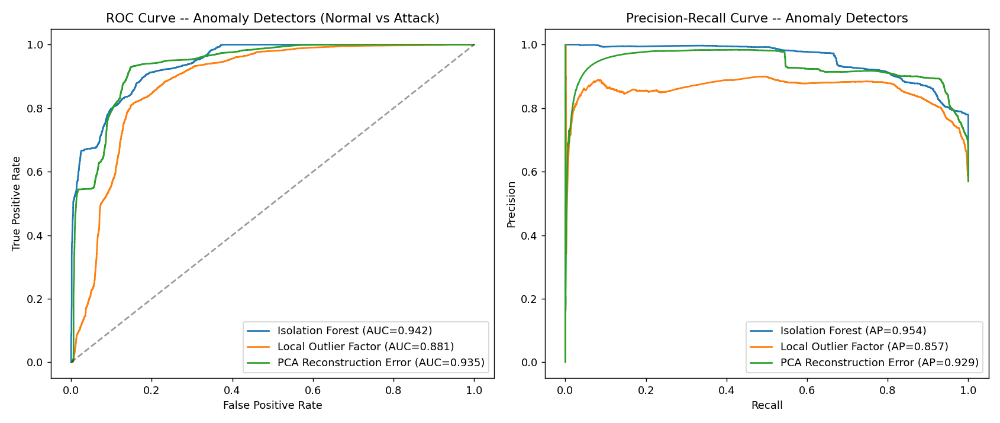 ROC Curve -- Anomaly Detectors (Normal vs Attack)
True Positive Rate
1.0
0.8
0.6
0.4
0.2
0.0
Isolation Forest (AUC=0.942)
Local Outlier Factor (AUC=0.881)
PCA Reconstruction Error (AUC=0.935)
0.0 0.2 0.4 0.6 0.8 1.0
False Positive Rate
Precision-Recall Curve -- Anomaly Detectors
Precision
1.0
0.8
0.6
0.4
0.2
0.0
Isolation Forest (AP=0.954)
Local Outlier Factor (AP=0.857)
PCA Reconstruction Error (AP=0.929)
0.0 0.2 0.4 0.6 0.8 1.0
Recall